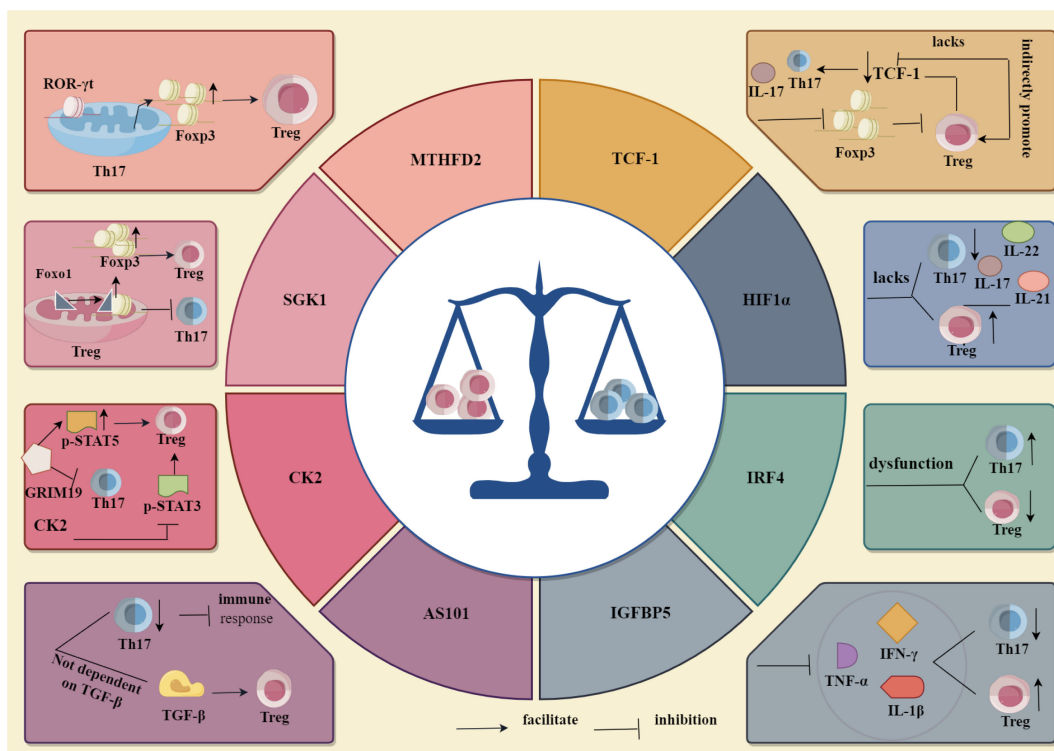 ROR-γt
Foxp3
Th17
Treg
lacks
IL-17
Th17
TCF-1
Foxp3
Treg
indirectly promote
MTHFD2
TCF-1
SGK1
HIF1α
CK2
IRF4
AS101
IGFBP5
Foxp3
Treg
Foxo1
Th17
Treg
lacks
Th17
IL-22
IL-17
IL-21
Treg
p-STAT5
Treg
GRIM19
Th17
p-STAT3
CK2
dysfunction
Th17
Treg
Th17
immune
response
Not dependent
on TGF-β
TGF-β
Treg
IFN-γ
TNF-α
IL-1β
Th17
Treg
facilitate
inhibition